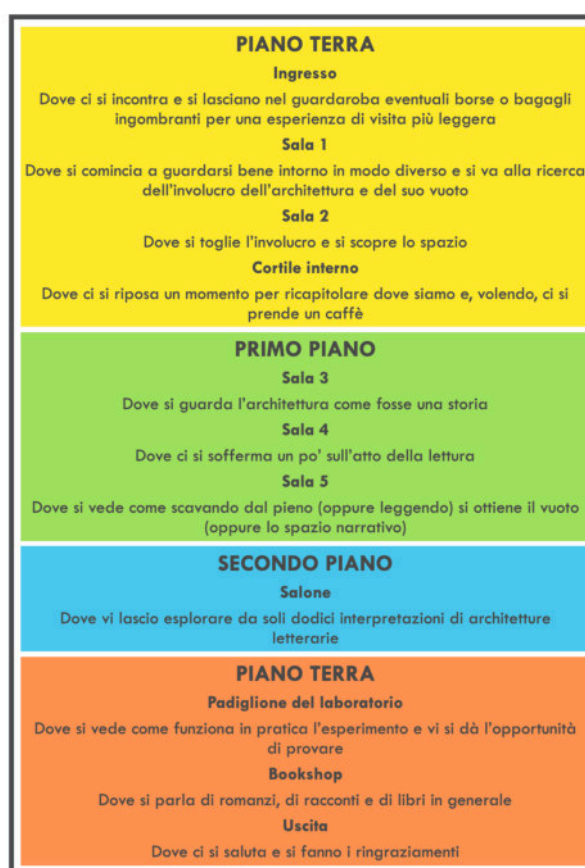 PIANO TERRA
Ingresso
Dove ci si incontra e si lasciano nel guardaroba eventuali borse o bagagli
ingombranti per una esperienza di visita più leggera
Sala 1
Dove si comincia a guardarsi bene intorno in modo diverso e si va alla ricerca
dell'involucro dell'architettura e del suo vuoto
Sala 2
Dove si toglie l'involucro e si scopre lo spazio
Cortile interno
Dove ci si riposa un momento per ricapitolare dove siamo e, volendo, ci si
prende un caffè
PRIMO PIANO
Sala 3
Dove si guarda l'architettura come fosse una storia
Sala 4
Dove ci si sofferma un po' sull'atto della lettura
Sala 5
Dove si vede come scavando dal pieno (oppure leggendo) si ottiene il vuoto
(oppure lo spazio narrativo)
SECONDO PIANO
Salone
Dove vi lascio esplorare da soli dodici interpretazioni di architetture
letterarie
PIANO TERRA
Padiglione del laboratorio
Dove si vede come funziona in pratica l'esperimento e vi si dà l'opportunità
di provare
Bookshop
Dove si parla di romanzi, di racconti e di libri in generale
Uscita
Dove ci si saluta e si fanno i ringraziamenti